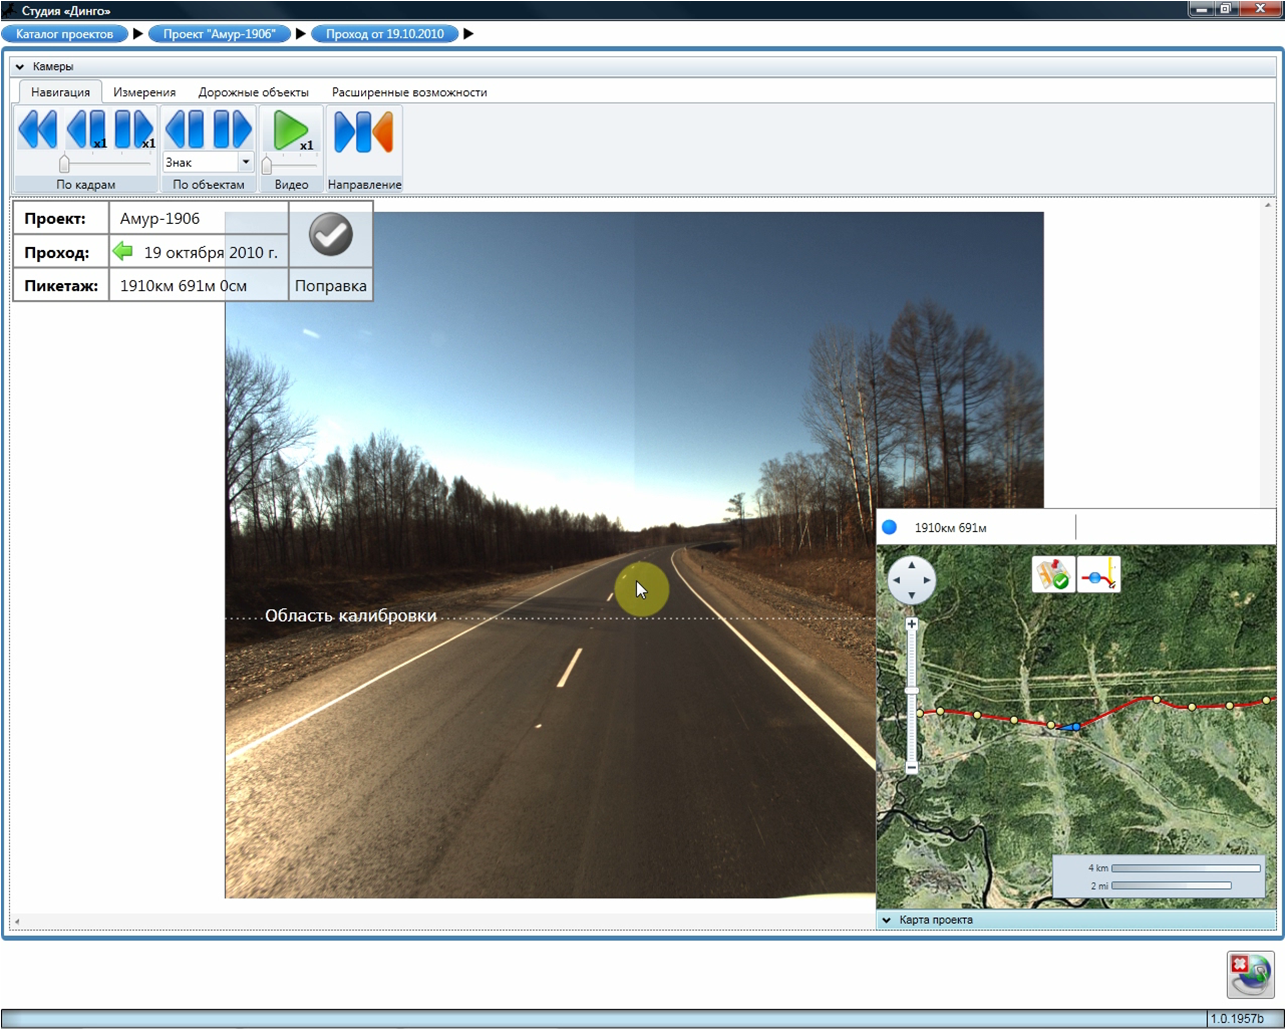 Студия «Динго»
Каталог проектов
Проект "Амур-1906"
Проход от 19.10.2010
Камеры
Навигация
Измерения
Дорожные объекты
Расширенные возможности
x1
x1
Знак
x1
По кадрам
По объектам
Видео
Направление
Проект: Амур-1906
Проход: 19 октября 2010 г.
Пикетаж: 1910км 691м 0см
Поправка
Область калибровки
1910км 691м
4 km
2 mi
Карта проекта
1.0.1957b